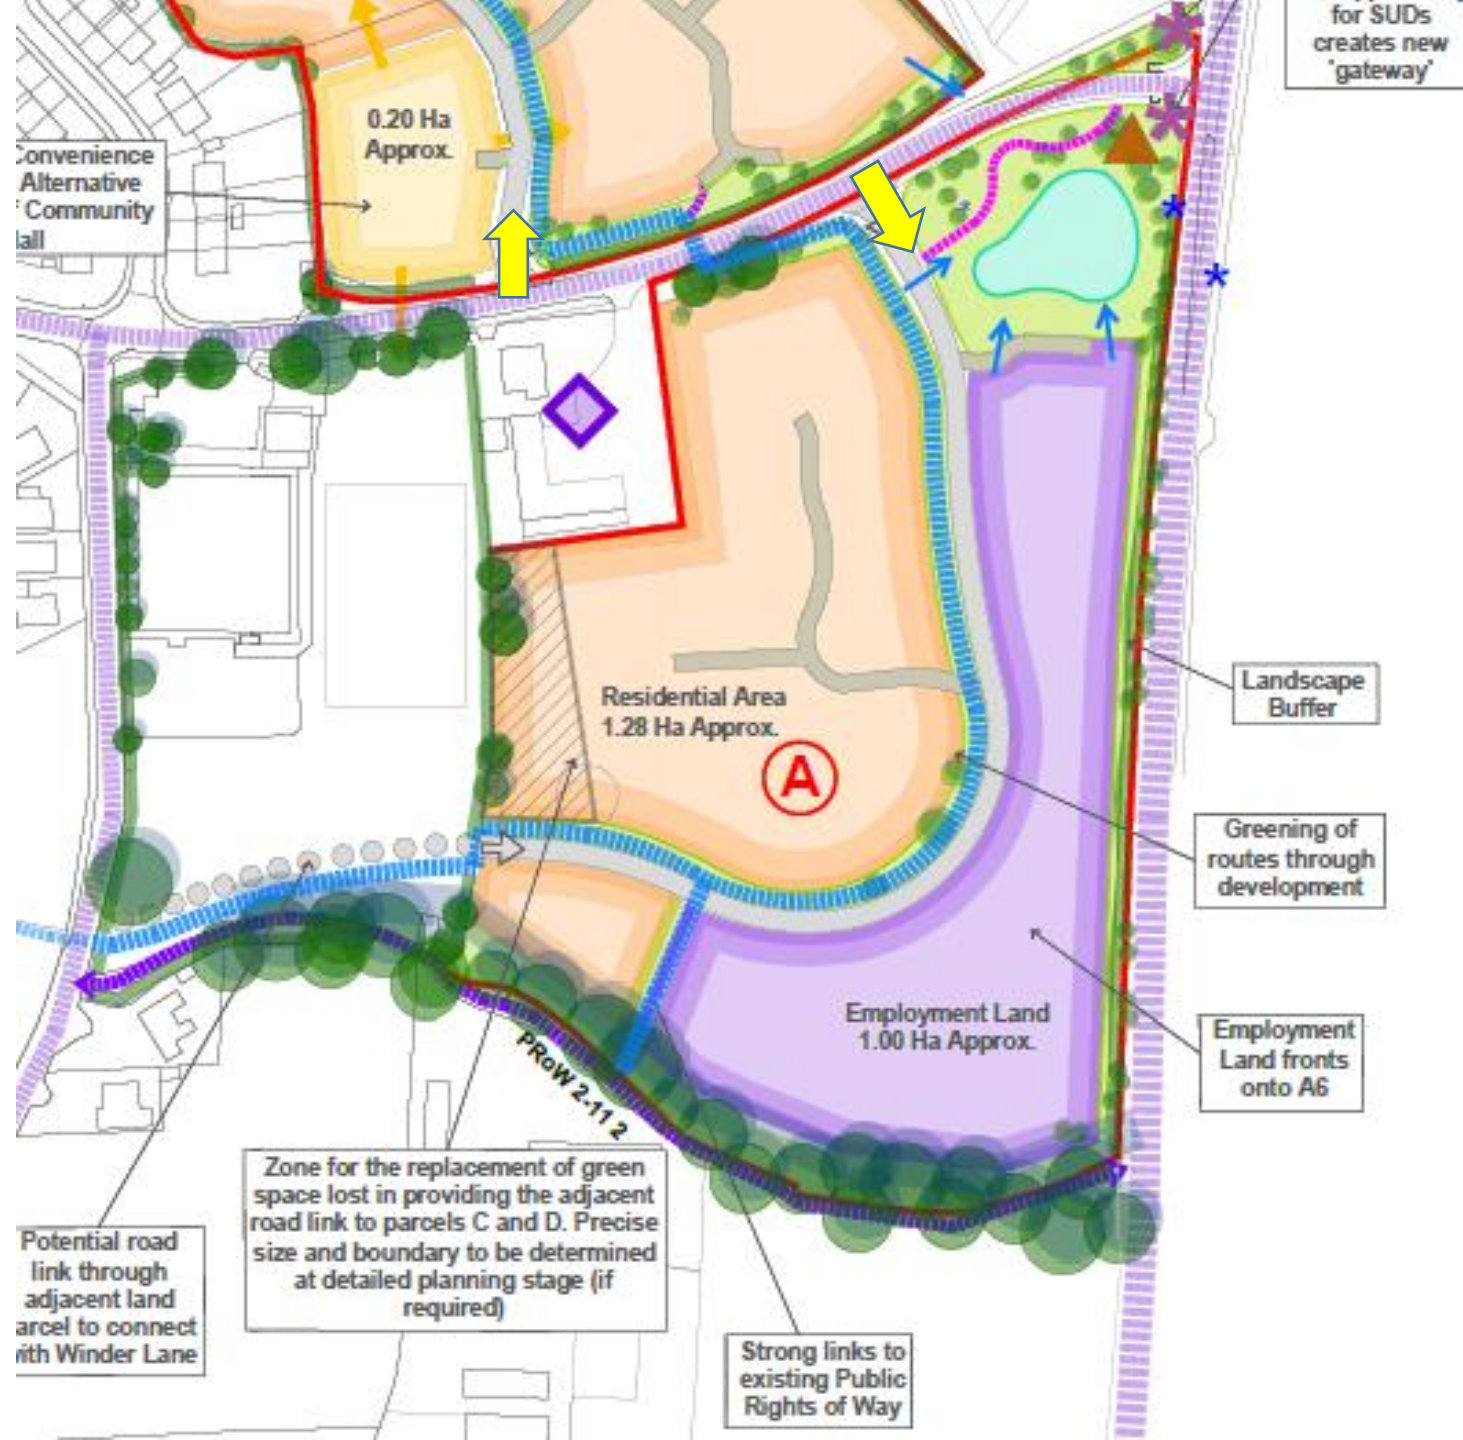 for SUDs
creates new
'gateway'
0.20 Ha
Approx.
Convenience
Alternative
Community
Residential Area
1.28 Ha Approx.
A
Landscape
Buffer
Greening of
routes through
development
Employment Land
1.00 Ha Approx.
Employment
Land fronts
onto A6
PRoW 2-11 2
Zone for the replacement of green
space lost in providing the adjacent
road link to parcels C and D. Precise
size and boundary to be determined
at detailed planning stage (if
required)
Potential road
link through
adjacent land
arcel to connect
ith Winder Lane
Strong links to
existing Public
Rights of Way